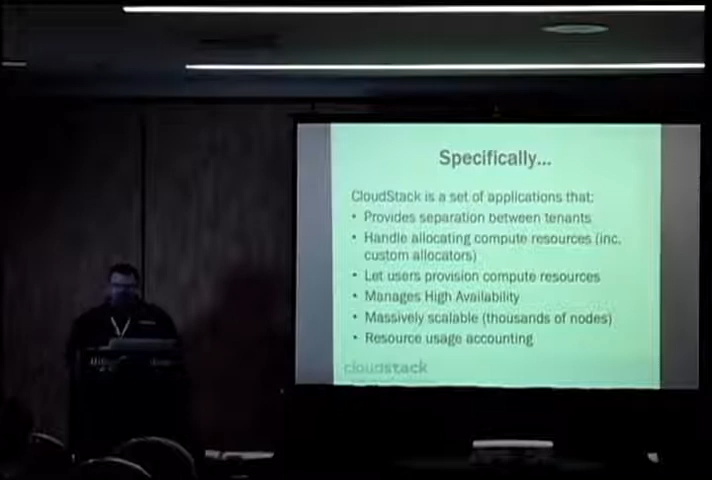 Specifically...
CloudStack is a set of applications that:
• Provides separation between tenants
• Handle allocating compute resources (inc.
custom allocators)
• Let users provision compute resources
• Manages High Availability
• Massively scalable (thousands of nodes)
• Resource usage accounting
cloudstack